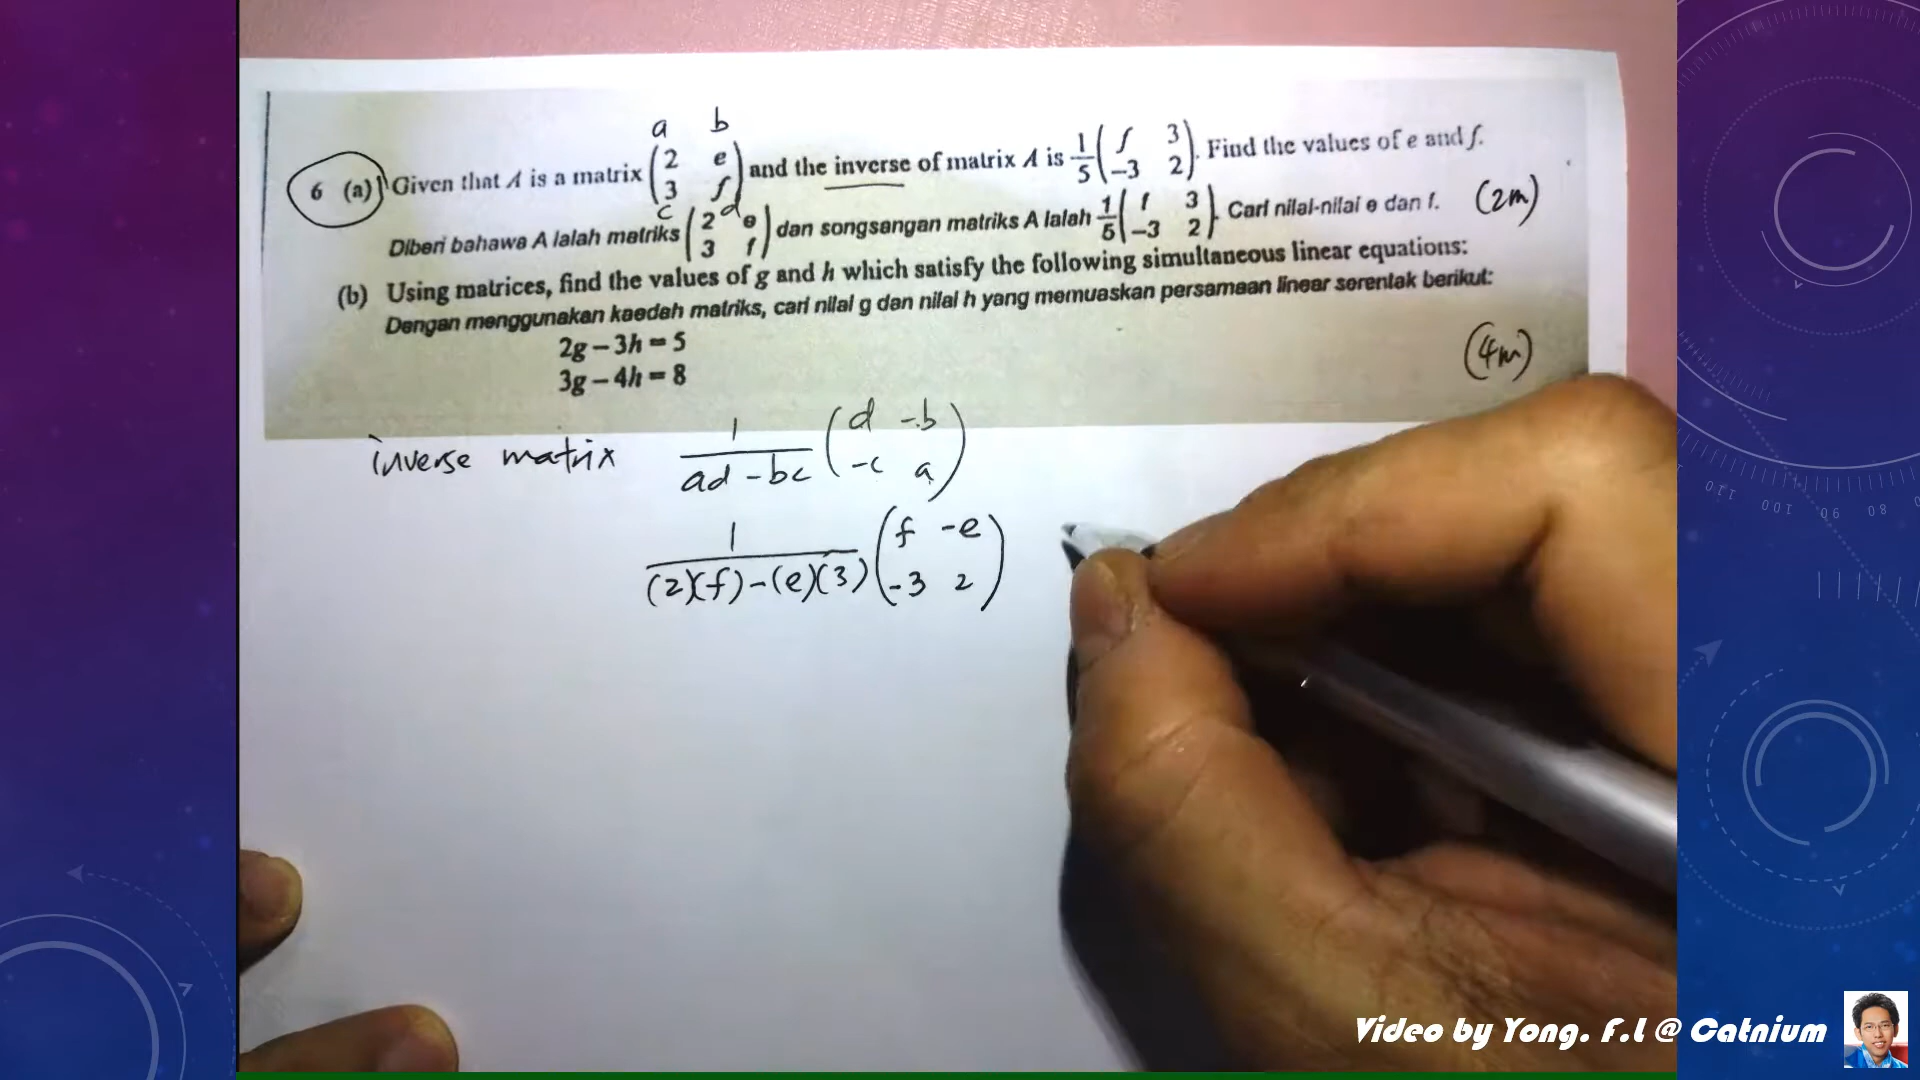 a b
6 (a) Given that A is a matrix (2 e 3 f) and the inverse of matrix A is 1/5 (f 3 -3 2). Find the values of e and f.
c d
Diberi bahawa A ialah matriks (2 e 3 f) dan songsangan matriks A ialah 1/5 (f 3 -3 2). Cari nilai-nilai e dan f. (2m)
(b) Using matrices, find the values of g and h which satisfy the following simultaneous linear equations:
Dengan menggunakan kaedah matriks, cari nilai g dan nilai h yang memuaskan persamaan linear serentak berikut:
2g – 3h = 5
3g – 4h = 8
(4m)
inverse matrix 1/(ad - bc) (d -b -c a)
1/((2)(f) - (e)(3)) (f -e -3 2)
Video by Yong. F.L @ Catnium